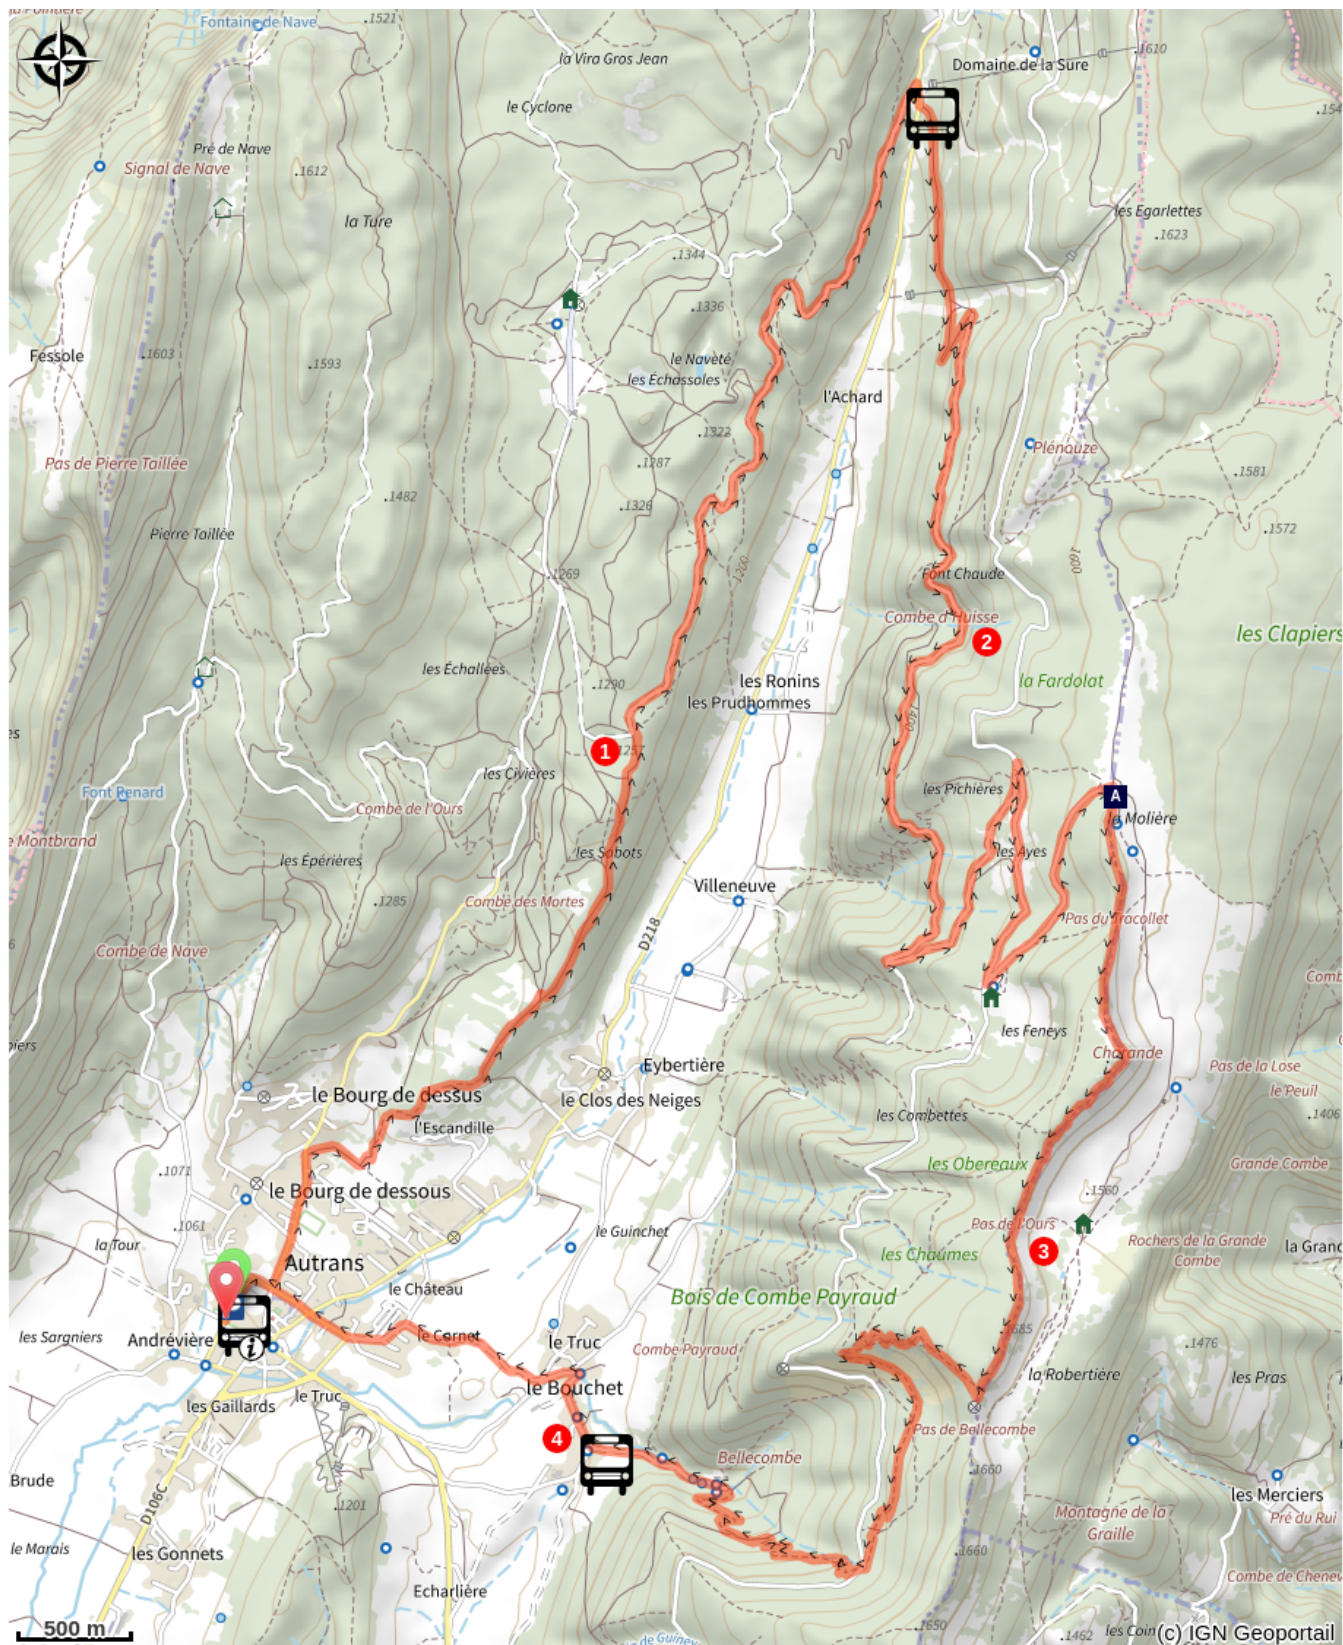 Fontaine de Nave
.1521
la Vira Gros Jean
.1610
Domaine de la Sure
le Cyclone
Pré de Nave
Signal de Nave
.1612
la Ture
les Egarlettes
.1623
.1344
.1336
Fessole
.1603
.1593
le Navèté
les Échassoles
l'Achard
.1322
Plénouze
Pas de Pierre Taillée
.1287
.1581
.1482
.1326
Pierre Taillée
.1572
1200
1600
.1269
Font Chaude
Combe d'Huisse
2
les Clapiers
les Échallées
.1290
les Ronins
les Prudhommes
la Fardolat
1400
1
1257
les Civières
les Pichières
Font Renard
Combe de l'Ours
A
la Molière
Montbrand
les Épérières
les Sabots
les Ayes
Villeneuve
.1285
Combe des Mortes
Pas du Tracollet
D218
Combe de Nave
les Feneys
Charande
Eybertière
Pas de la Lose
le Bourg de dessus
le Clos des Neiges
le Peuil
l'Escandille
les Combettes
.1406
.1071
les Obereaux
Grande Combe
le Bourg de dessous
.1560
.1061
le Guinchet
Pas de l'Ours
la Tour
3
Rochers de la Grande
Combe
les Chaumes
Autrans
le Château
Bois de Combe Payraud
les Sargniers
Andrévière
le Cornet
le Truc
1685
Combe Payraud
.1476
i
la Robertière
les Pras
le Bouchet
le Truc
les Gaillards
Pas de Bellecombe
4
Bellecombe
.1660
Brude
les Merciers
.1201
D106C
Montagne de la
Graille
Pré du Rui
le Marais
les Gonnets
.1660
Echarlière
500 m
.1650
.1462
(c) IGN Geoportail